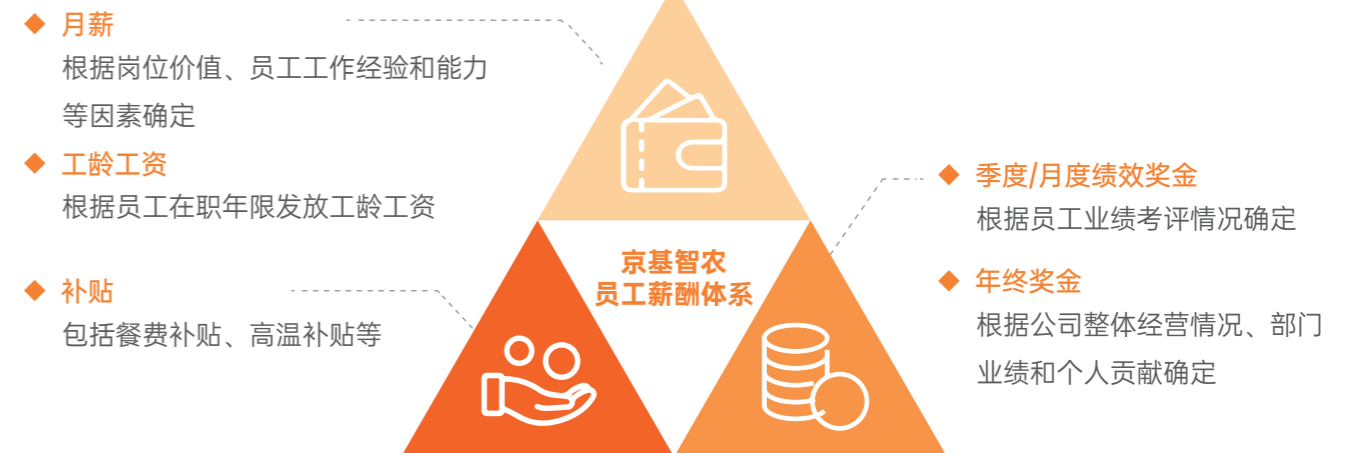 月薪
根据岗位价值、员工工作经验和能力
等因素确定
工龄工资
根据员工在职年限发放工龄工资
补贴
包括餐费补贴、高温补贴等
京基智农
员工薪酬体系
季度/月度绩效奖金
根据员工业绩考评情况确定
年终奖金
根据公司整体经营情况、部门
业绩和个人贡献确定